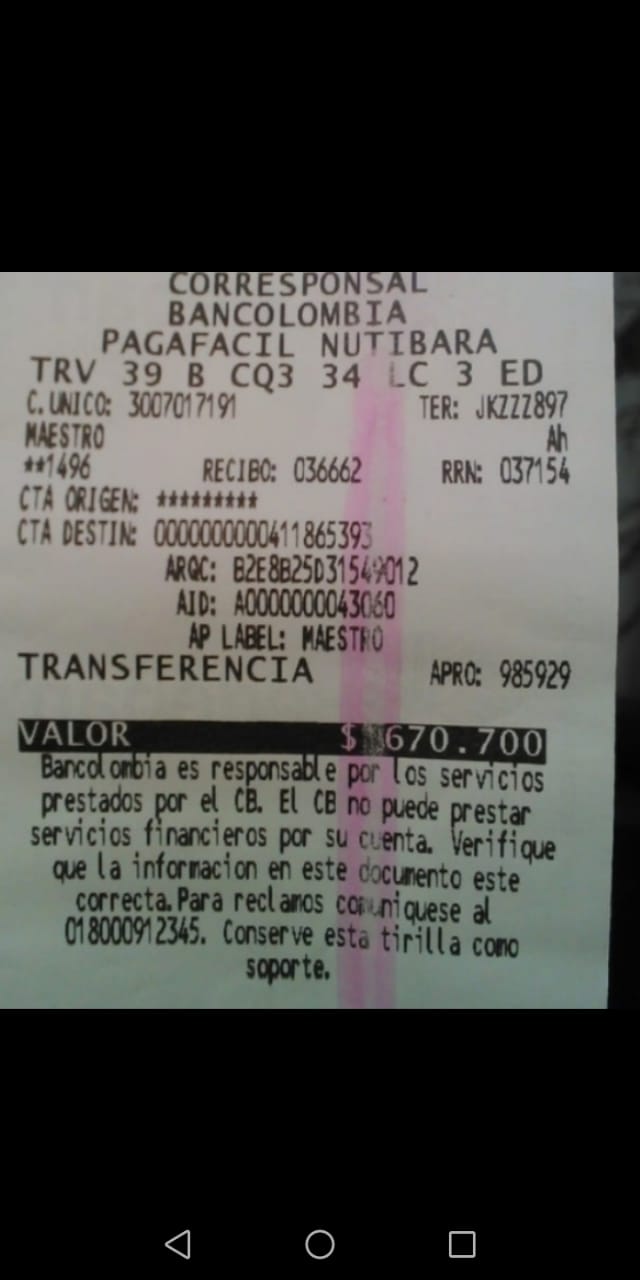 CORRESPONSAL
BANCOLOMBIA
PAGAFACIL NUTIBARA
TRV 39 B CQ3 34 LC 3 ED
C. UNICO: 3007017191 TER: JKZZZ897
MAESTRO Ah
**1496 RECIBO: 036662 RRN: 037154
CTA ORIGEN: *********
CTA DESTIN: 0000000000411865393
ARQC: B2E8B25D31549012
AID: A0000000043060
AP LABEL: MAESTRO
TRANSFERENCIA APRO: 985929
VALOR $ 670.700
Bancolombia es responsable por los servicios
prestados por el CB. El CB no puede prestar
servicios financieros por su cuenta. Verifique
que la informacion en este documento este
correcta.Para reclamos comuniquese al
018000912345. Conserve esta tirilla como
soporte.